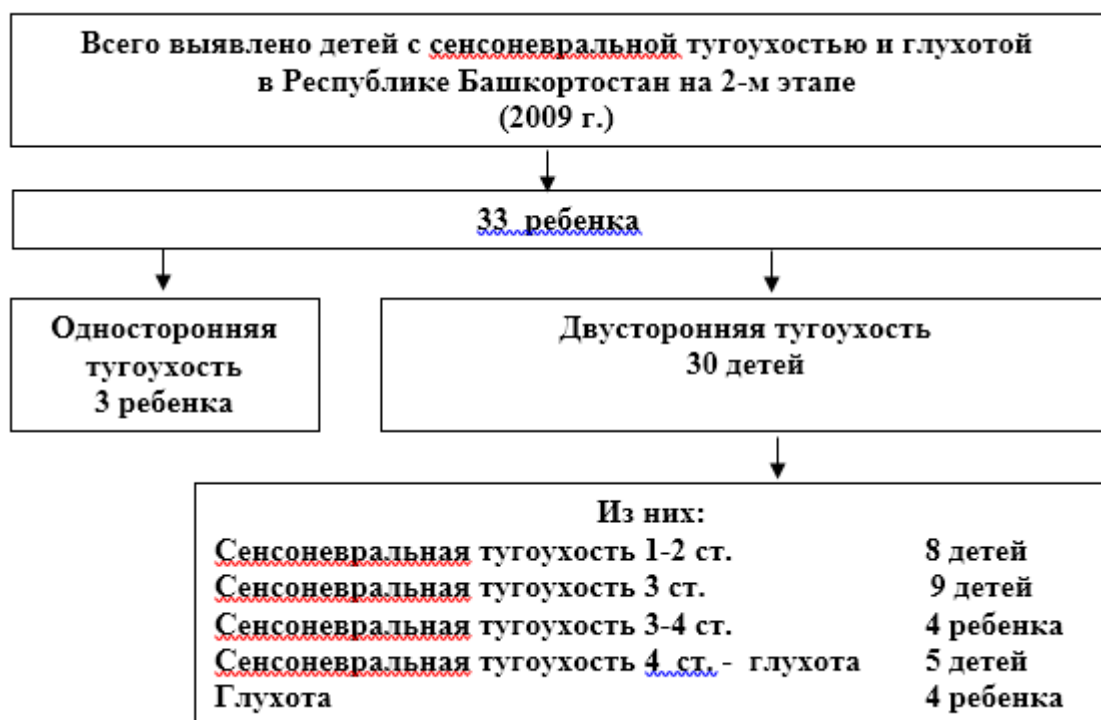 Всего выявлено детей с сенсоневральной тугоухостью и глухотой
в Республике Башкортостан на 2-м этапе
(2009 г.)
33 ребенка
Односторонняя
тугоухость
3 ребенка
Двусторонняя тугоухость
30 детей
Из них:
Сенсоневральная тугоухость 1-2 ст. 8 детей
Сенсоневральная тугоухость 3 ст. 9 детей
Сенсоневральная тугоухость 3-4 ст. 4 ребенка
Сенсоневральная тугоухость 4 ст. - глухота 5 детей
Глухота 4 ребенка